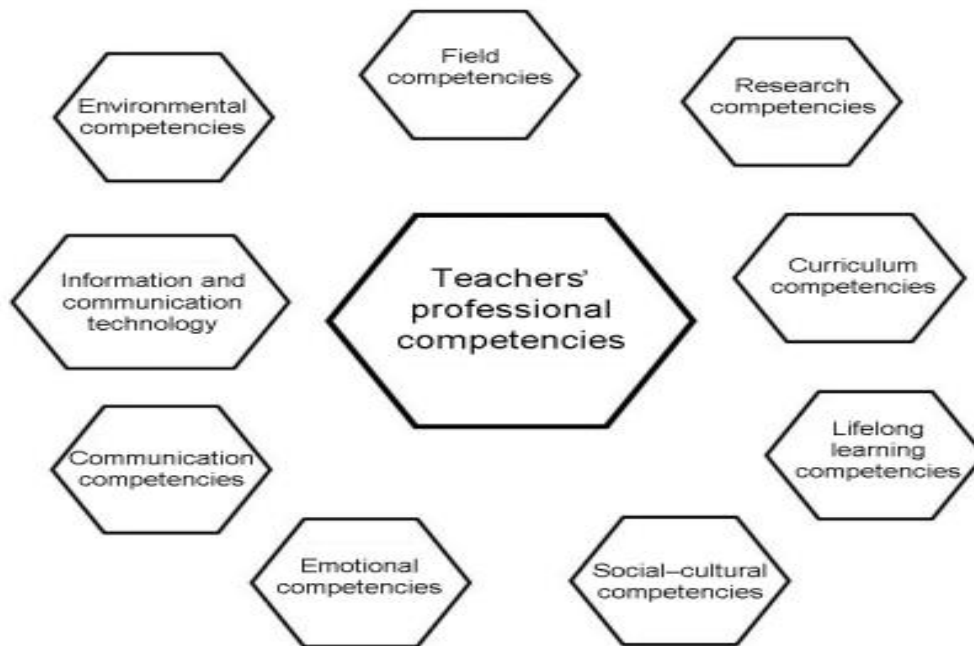 Field
competencies
Environmental
competencies
Research
competencies
Information and
communication
technology
Teachers’
professional
competencies
Curriculum
competencies
Communication
competencies
Lifelong
learning
competencies
Emotional
competencies
Social–cultural
competencies